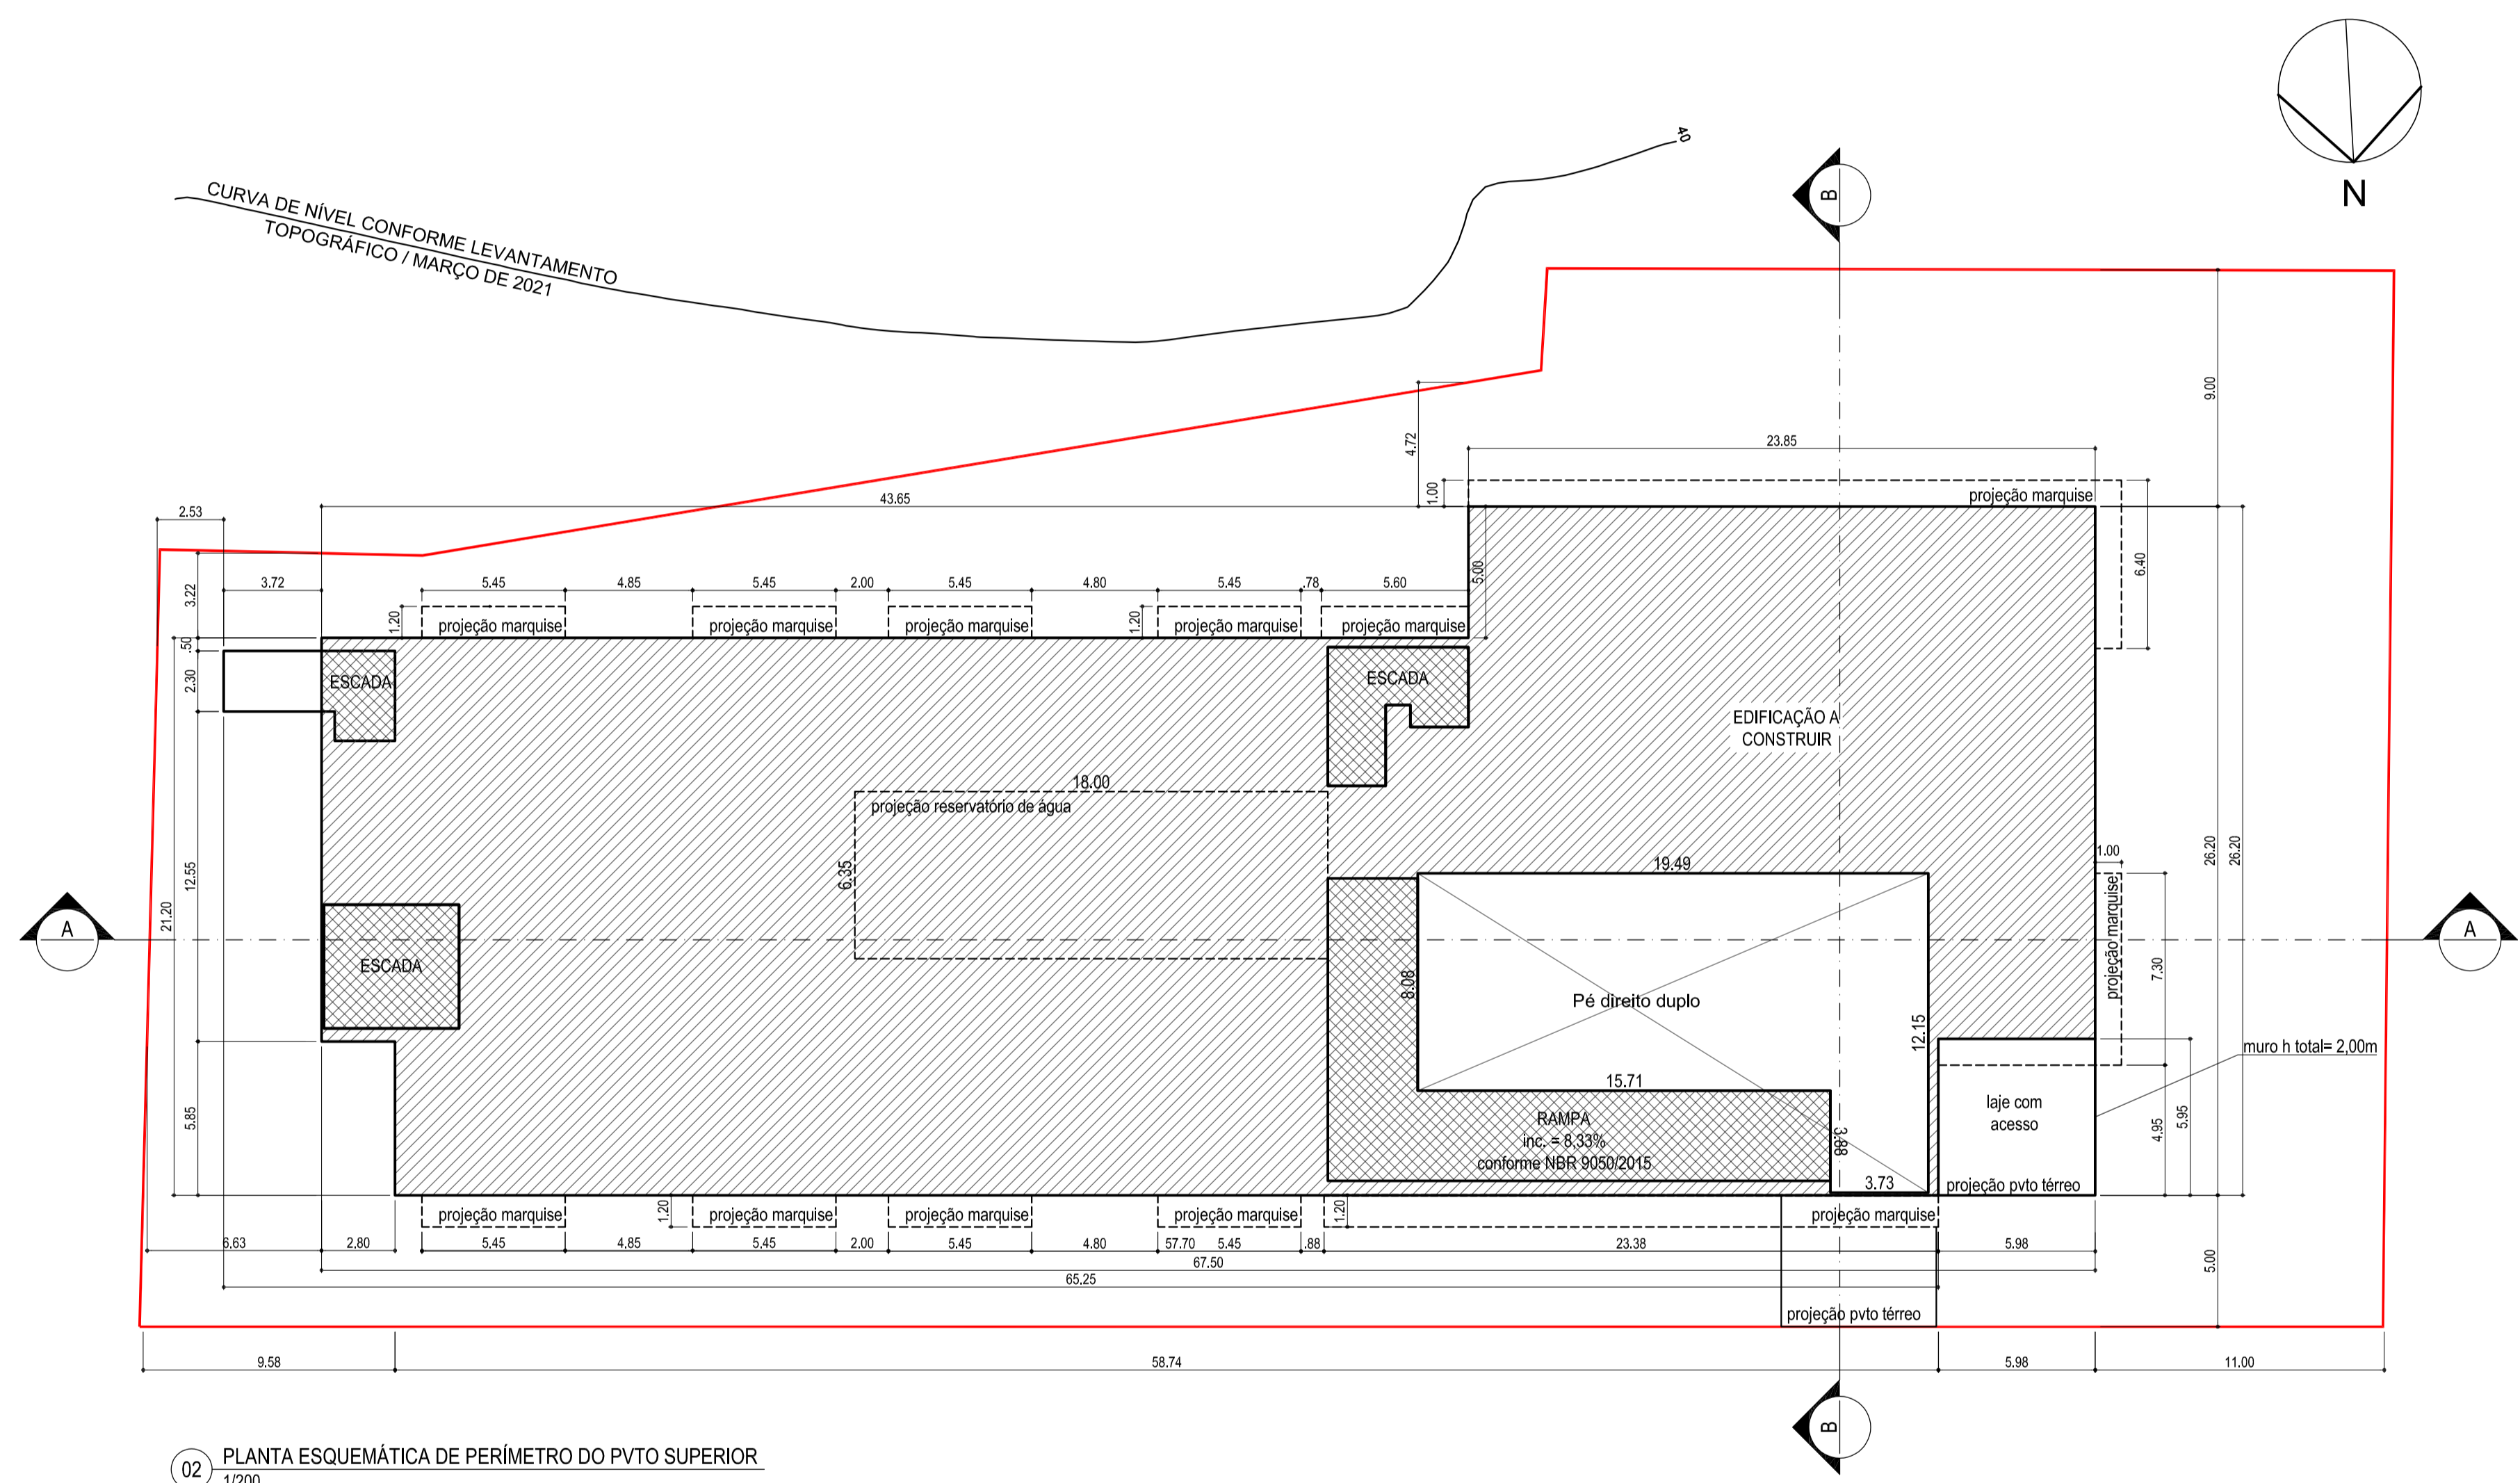 40
CURVA DE NÍVEL CONFORME LEVANTAMENTO
TOPOGRÁFICO / MARÇO DE 2021
N
B
9.00
4.72
23.85
1.00
projeção marquise
43.65
2.53
6.40
3.72
5.45
4.85
5.45
2.00
5.45
4.80
5.45
.78
5.60
5.00
3.22
1.20
1.20
projeção marquise
projeção marquise
projeção marquise
projeção marquise
projeção marquise
.50
2.30
ESCADA
ESCADA
EDIFICAÇÃO A
CONSTRUIR
18.00
projeção reservatório de água
6.35
19.49
1.00
26.20
26.20
12.55
21.20
A
A
ESCADA
8.08
Pé direito duplo
12.15
projeção marquise
7.30
muro h total= 2,00m
15.71
RAMPA
inc. = 8,33%
conforme NBR 9050/2015
3.88
3.73
laje com
acesso
4.95
5.95
5.85
projeção pvto térreo
projeção marquise
1.20
projeção marquise
projeção marquise
projeção marquise
1.20
projeção marquise
6.63
2.80
5.45
4.85
5.45
2.00
5.45
4.80
57.70
5.45
.88
23.38
5.98
67.50
65.25
5.00
projeção pvto térreo
9.58
58.74
5.98
11.00
B
02
PLANTA ESQUEMÁTICA DE PERÍMETRO DO PVTO SUPERIOR
1/200